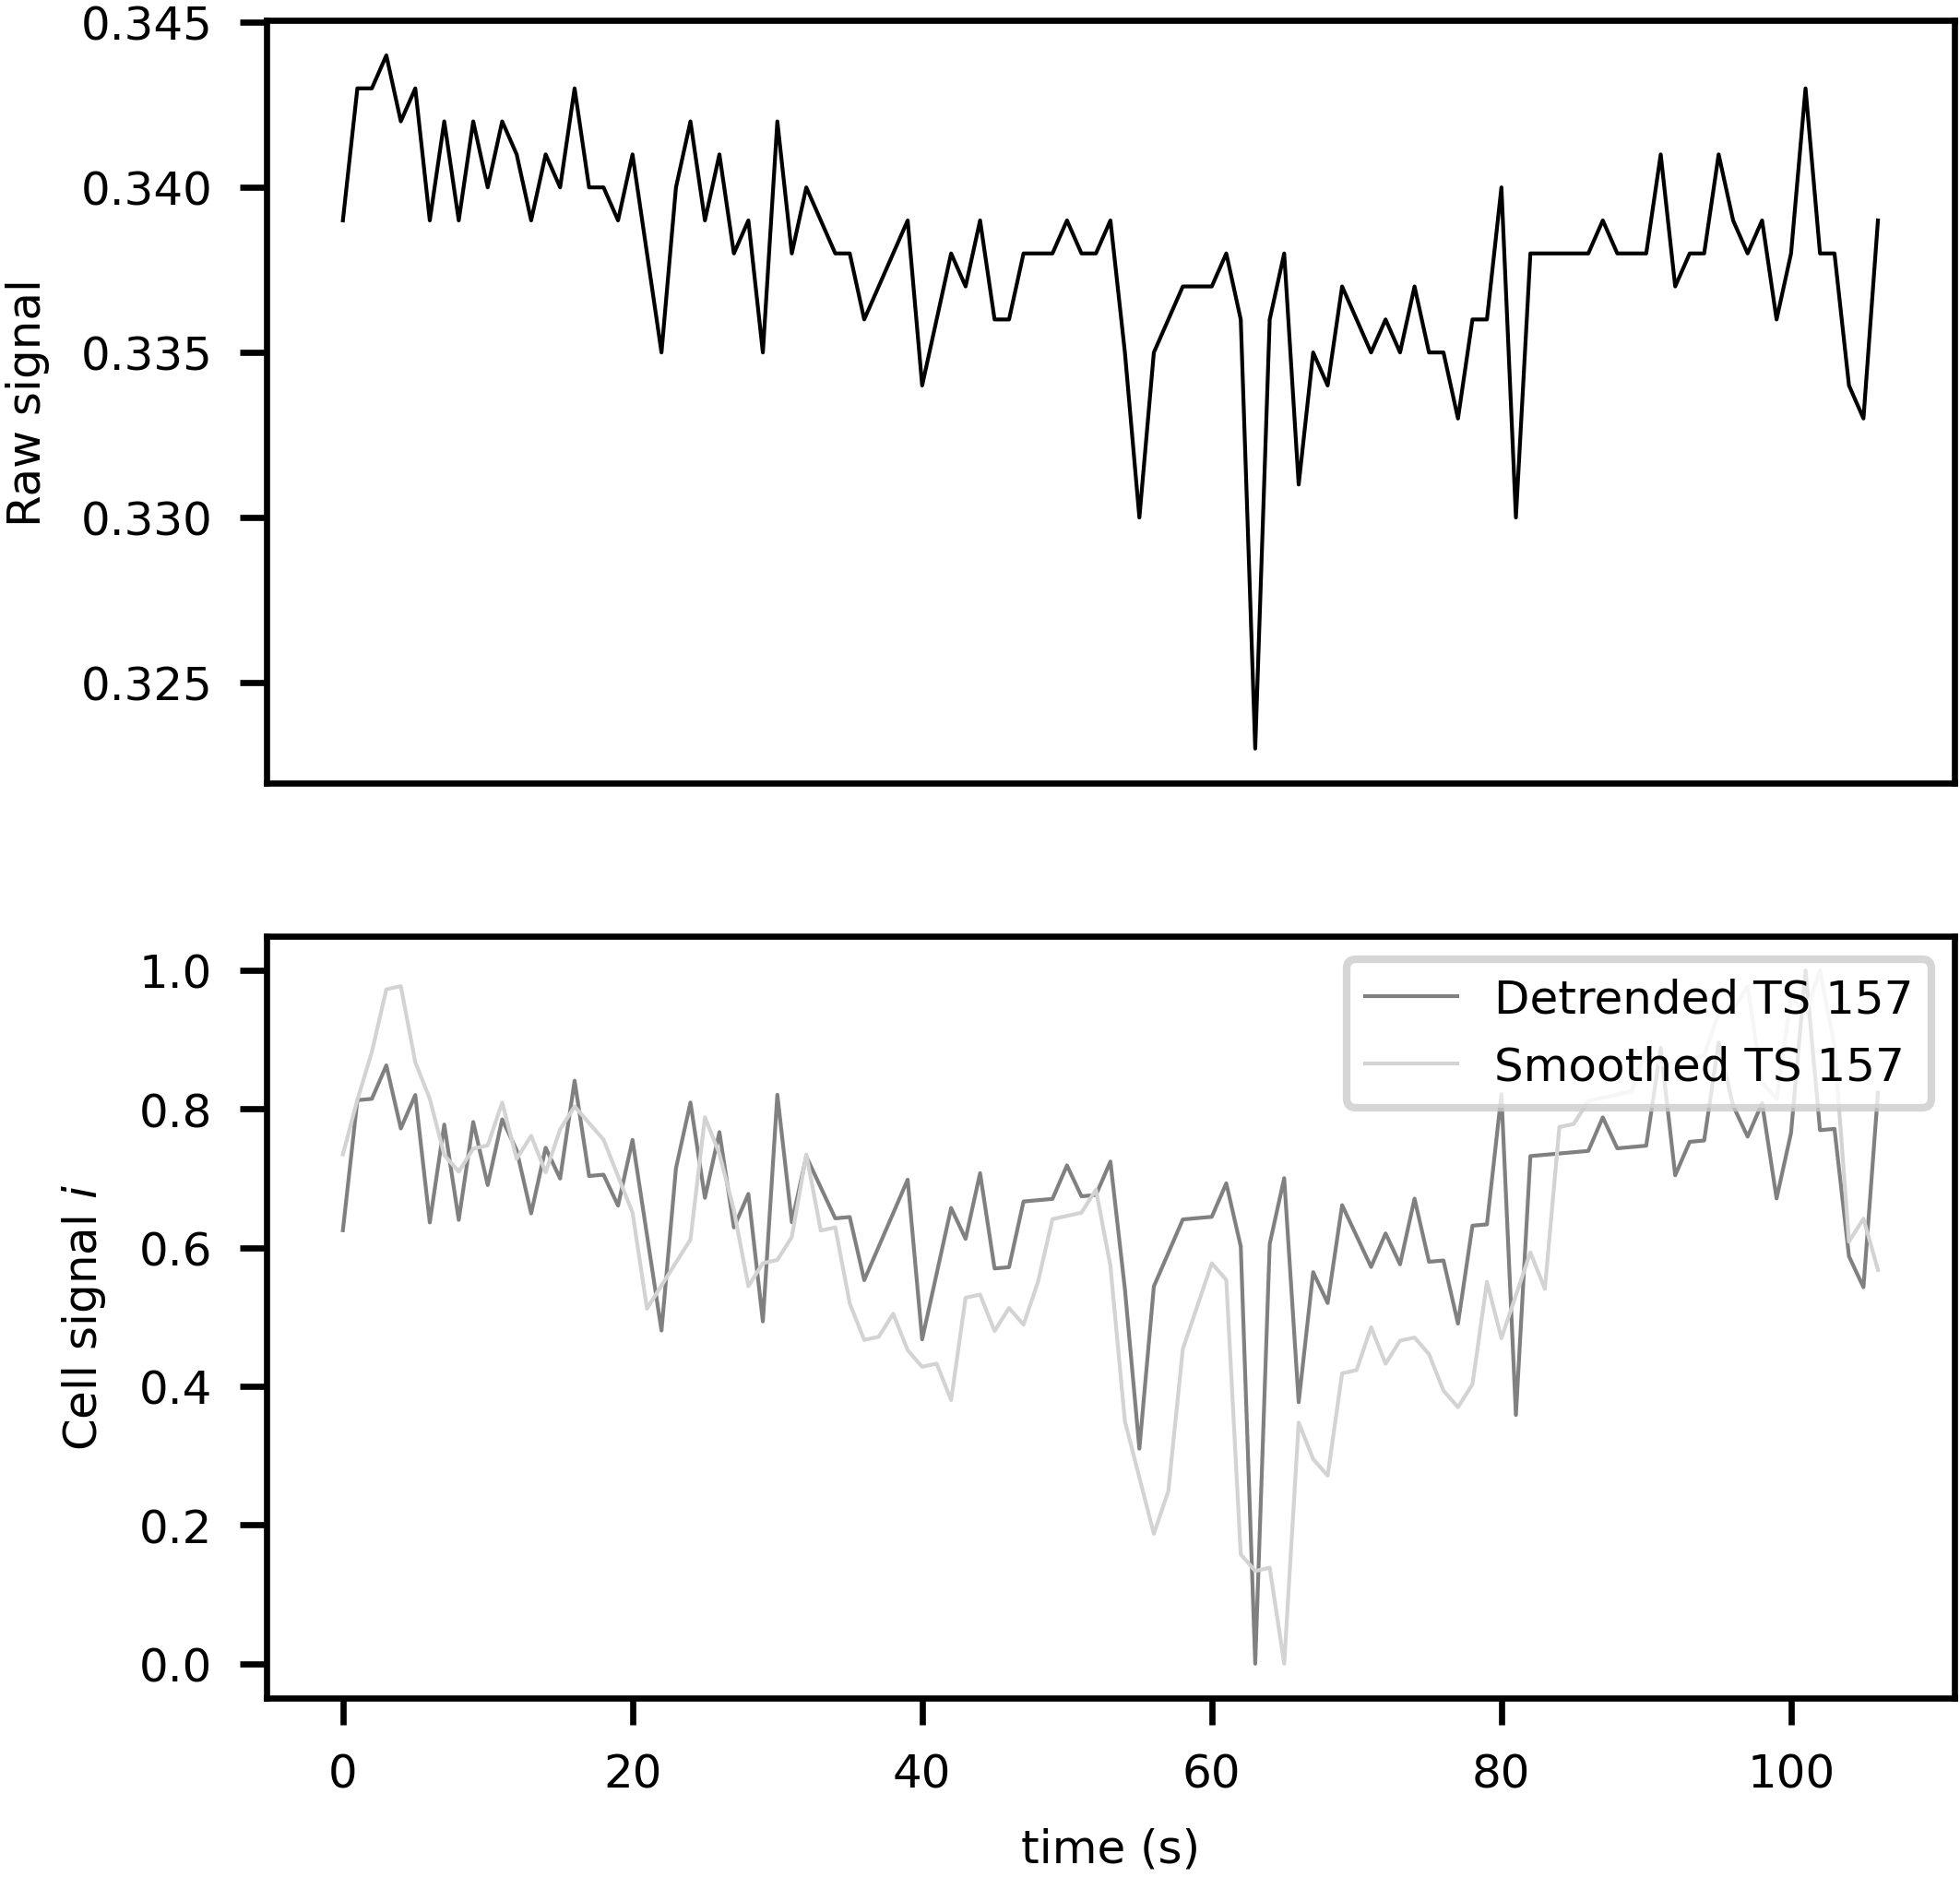 0.345
0.340
0.335
0.330
0.325
Raw signal
1.0
0.8
0.6
0.4
0.2
0.0
Cell signal i
Detrended TS 157
Smoothed TS 157
0 20 40 60 80 100
time (s)